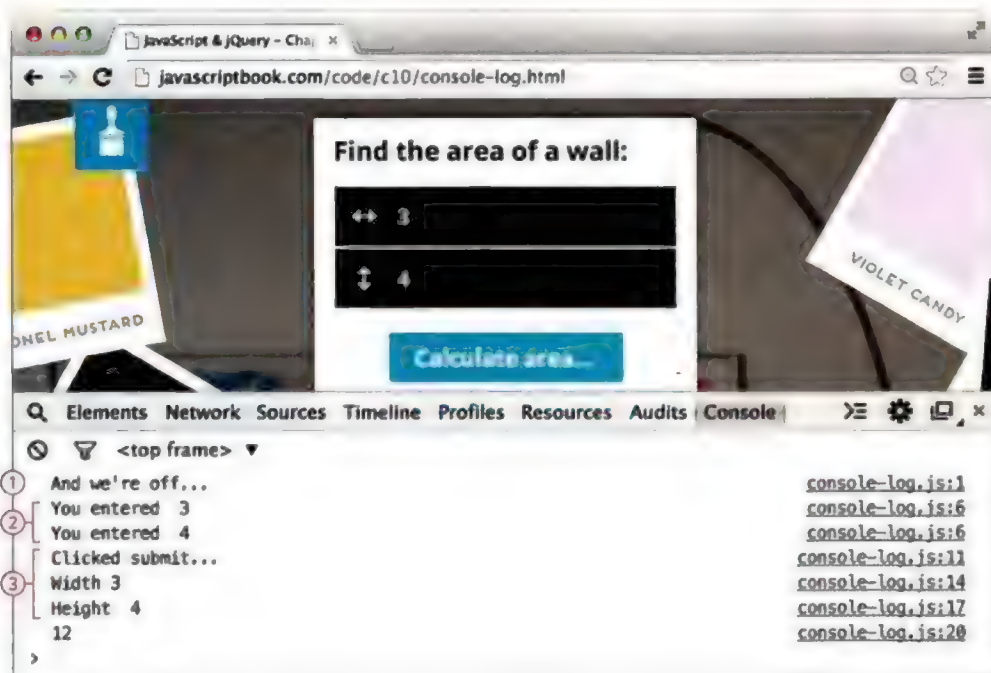 JavaScript & jQuery - Chap
javascriptbook.com/code/c10/console-log.html
Find the area of a wall:
3
4
ONEL MUSTARD
VIOLET CANDY
Calculate area...
Elements Network Sources Timeline Profiles Resources Audits Console
<top frame> ▼
1 And we're off... console-log.js:1
2 You entered 3 console-log.js:6
You entered 4 console-log.js:6
3 Clicked submit... console-log.js:11
Width 3 console-log.js:14
Height 4 console-log.js:17
12 console-log.js:20
>